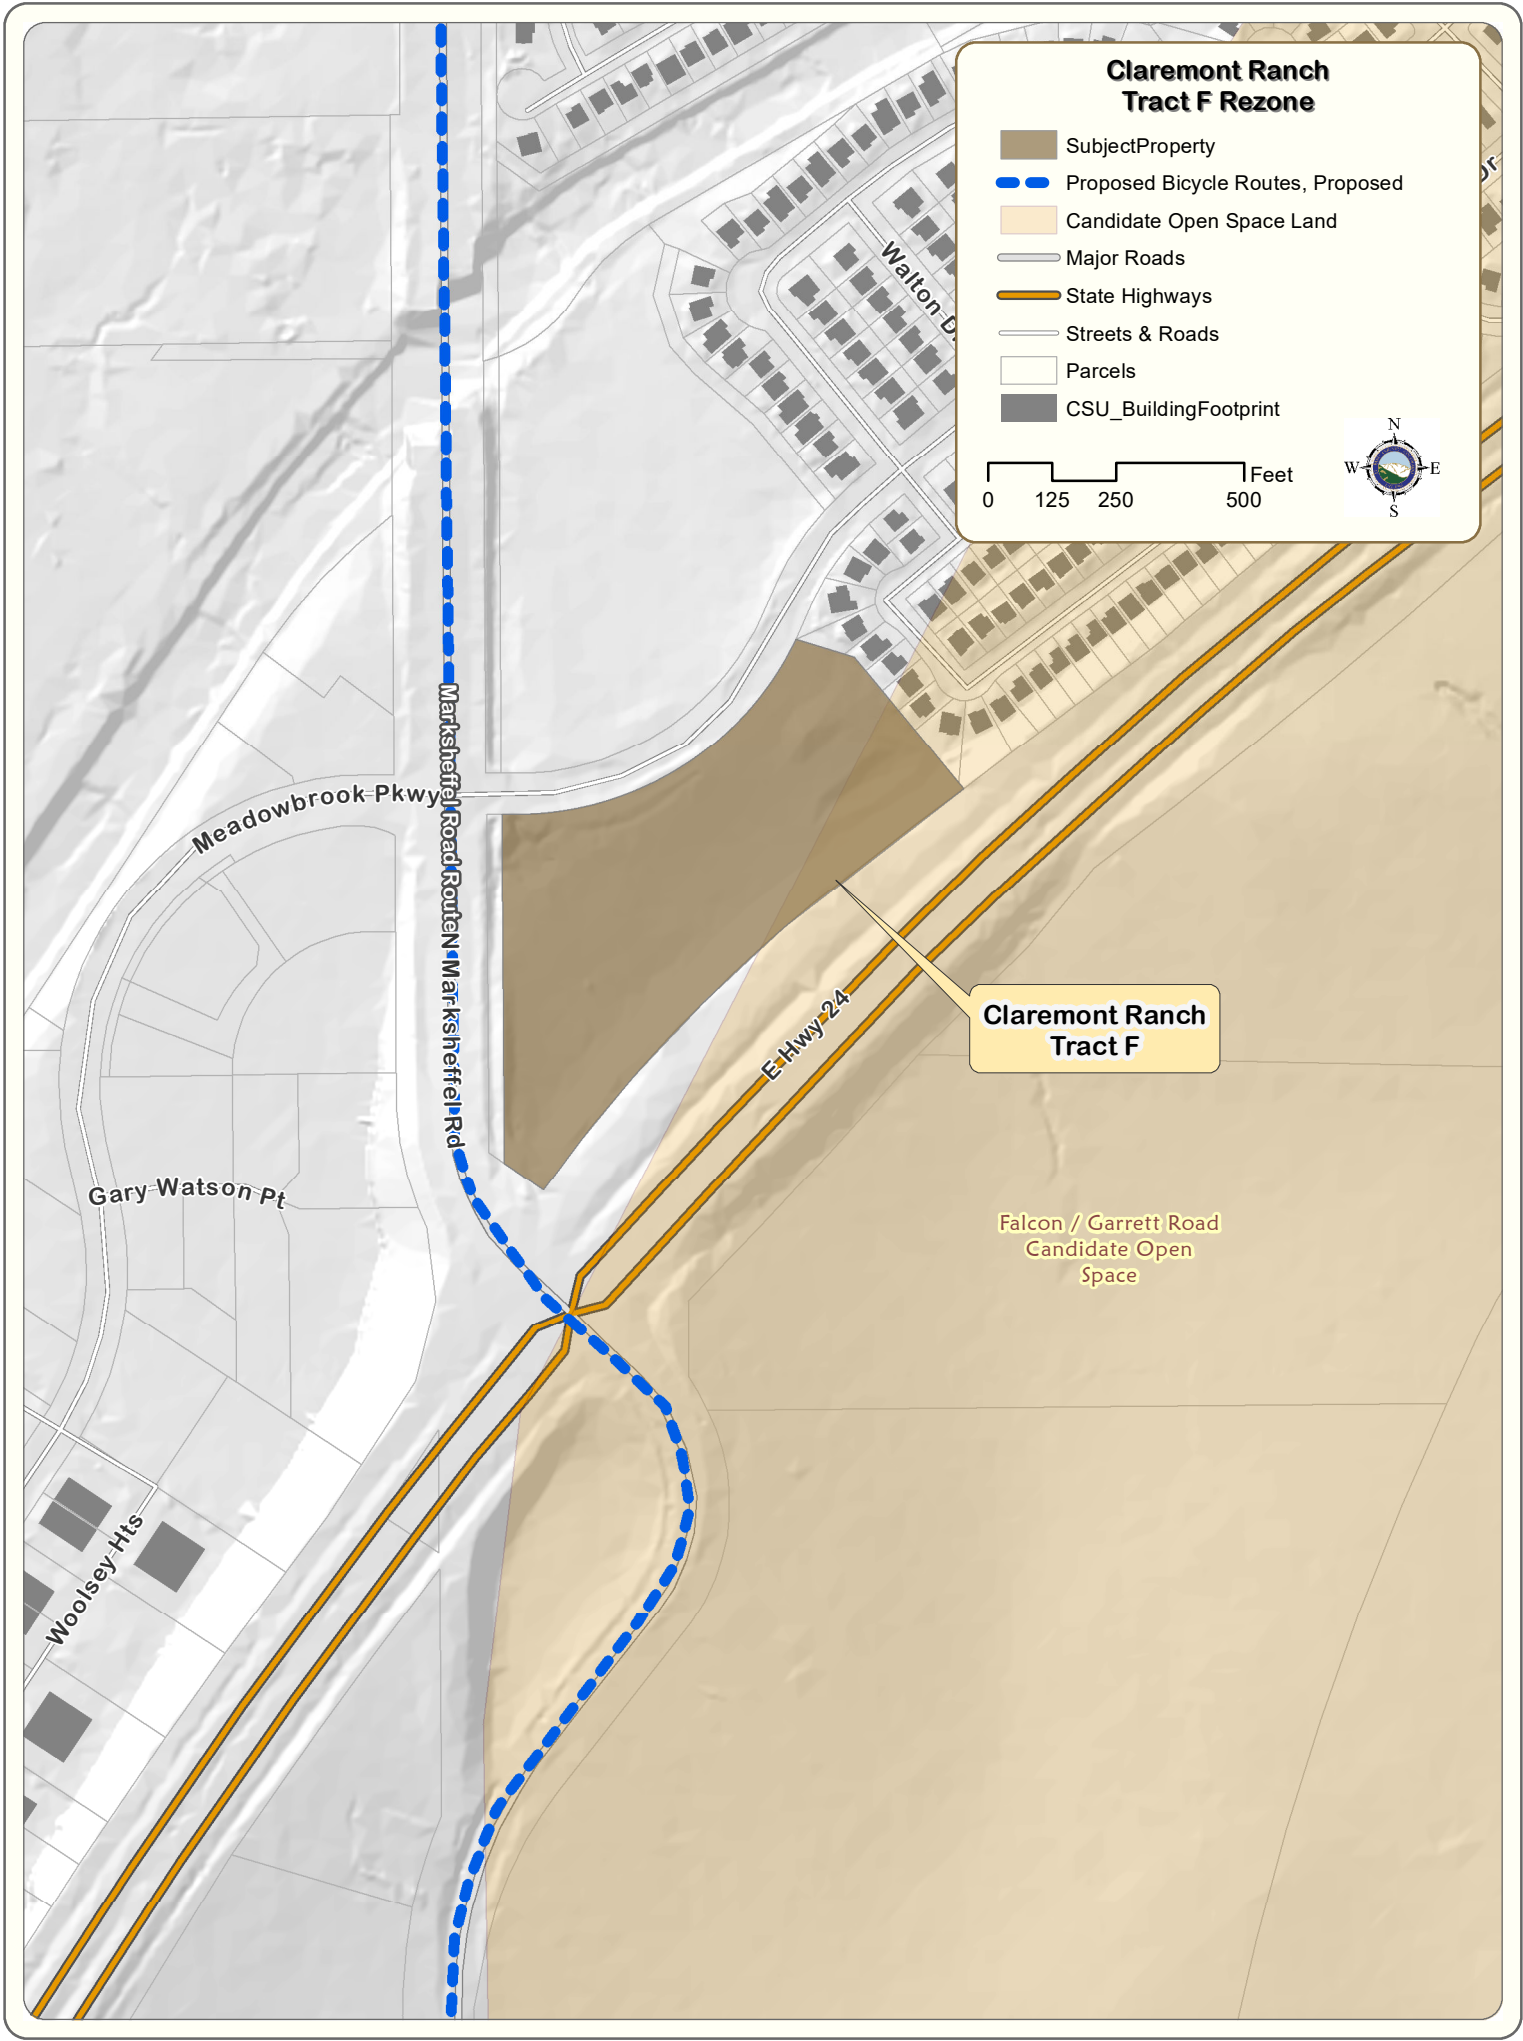 Claremont Ranch
Tract F Rezone
SubjectProperty
Proposed Bicycle Routes, Proposed
Candidate Open Space Land
Major Roads
State Highways
Streets & Roads
Parcels
CSU_BuildingFootprint
Feet
0 125 250 500
N
W E
S
Dr
Walton Dr
Marksheffel Road Route
N Marksheffel Rd
Meadowbrook Pkwy
E Hwy 24
Claremont Ranch
Tract F
Gary Watson Pt
Falcon / Garrett Road
Candidate Open
Space
Woolsey Hts